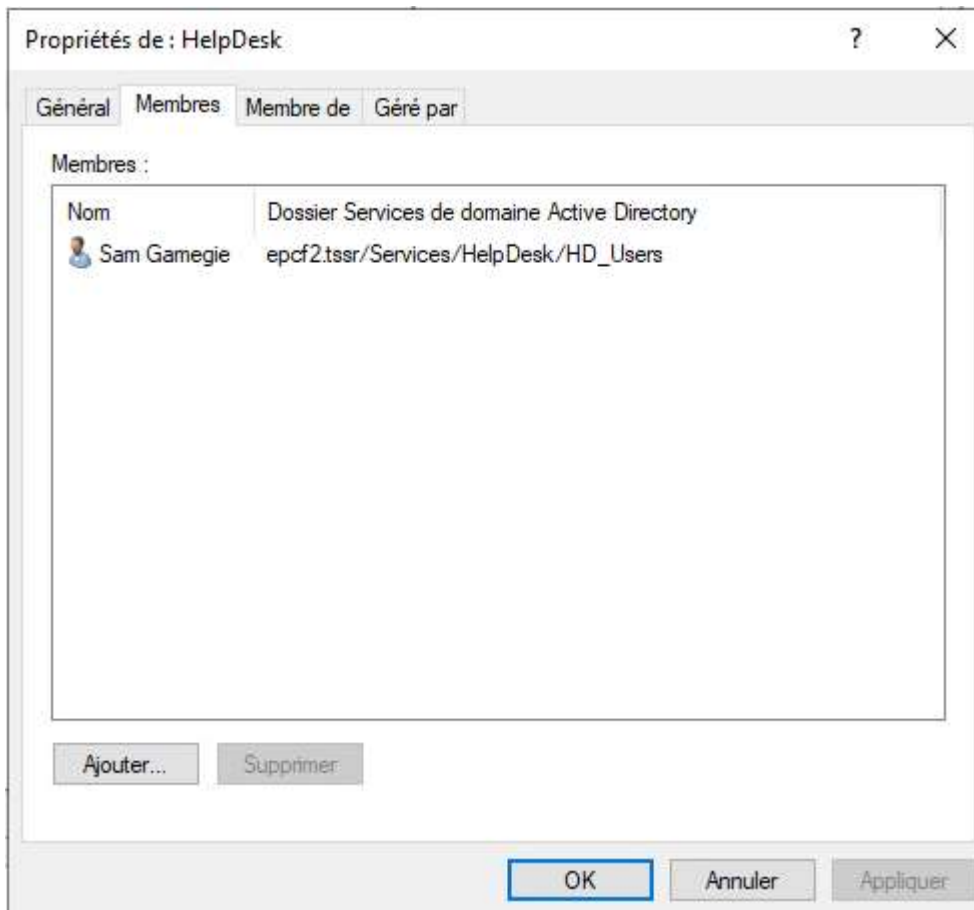 Propriétés de : HelpDesk ? ×
Général Membres Membre de Géré par
Membres :
Nom Dossier Services de domaine Active Directory
Sam Gamegie epcf2.tssr/Services/HelpDesk/HD_Users
Ajouter... Supprimer
OK Annuler Appliquer